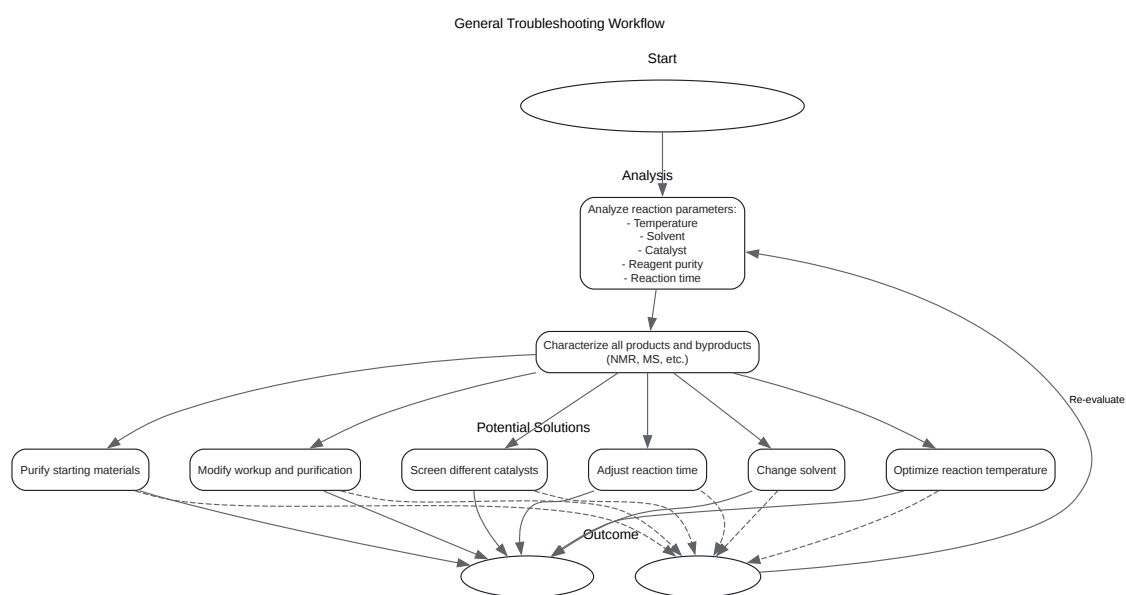 General Troubleshooting Workflow
Start
Analysis
Analyze reaction parameters:
- Temperature
- Solvent
- Catalyst
- Reagent purity
- Reaction time
Characterize all products and byproducts
(NMR, MS, etc.)
Re-evaluate
Potential Solutions
Purify starting materials
Modify workup and purification
Screen different catalysts
Adjust reaction time
Change solvent
Optimize reaction temperature
Outcome